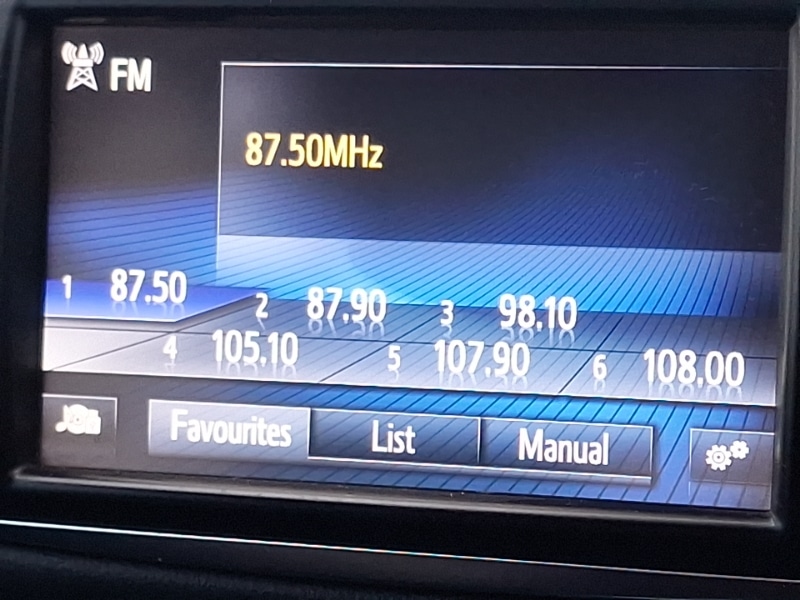 FM
87.50MHz
1 87.50 2 87.90 3 98.10
4 105.10 5 107.90 6 108.00
Favourites List Manual